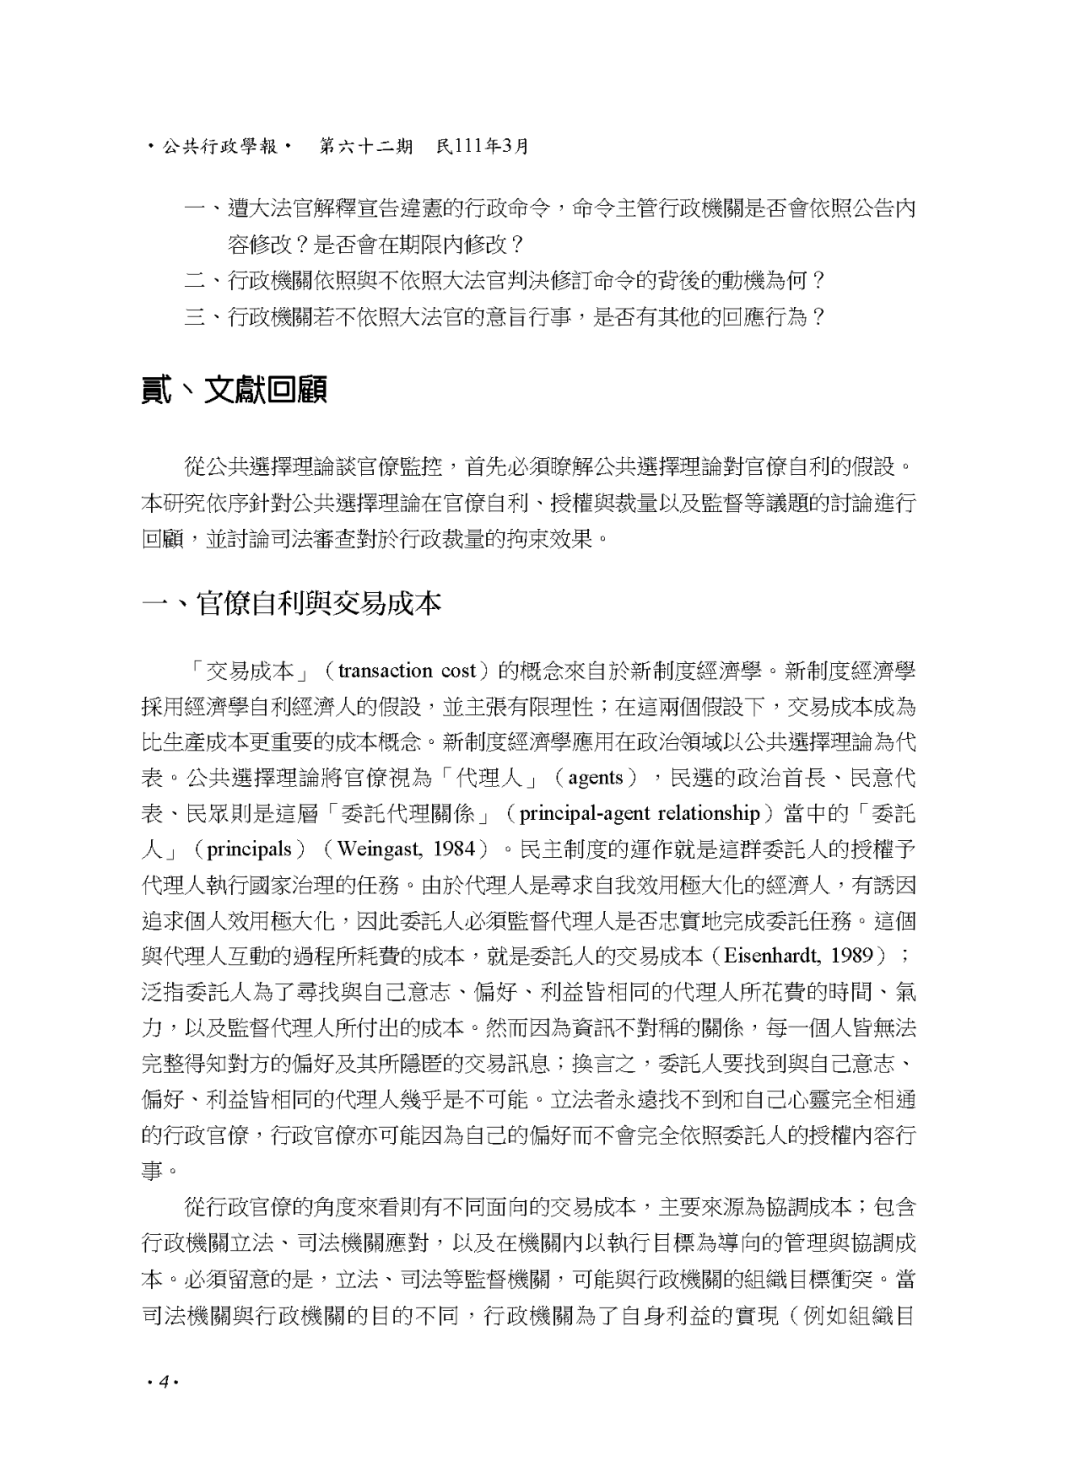 ・公共行政學報・　第六十二期　民111年3月
一、遭大法官解釋宣告違憲的行政命令，命令主管行政機關是否會依照公告內
容修改？是否會在期限內修改？
二、行政機關依照與不依照大法官判決修訂命令的背後的動機為何？
三、行政機關若不依照大法官的意旨行事，是否有其他的回應行為？
貳、文獻回顧
從公共選擇理論談官僚監控，首先必須瞭解公共選擇理論對官僚自利的假設。
本研究依序針對公共選擇理論在官僚自利、授權與裁量以及監督等議題的討論進行
回顧，並討論司法審查對於行政裁量的拘束效果。
一、官僚自利與交易成本
「交易成本」（transaction cost）的概念來自於新制度經濟學。新制度經濟學
採用經濟學自利經濟人的假設，並主張有限理性；在這兩個假設下，交易成本成為
比生產成本更重要的成本概念。新制度經濟學應用在政治領域以公共選擇理論為代
表。公共選擇理論將官僚視為「代理人」（agents），民選的政治首長、民意代
表、民眾則是這層「委託代理關係」（principal-agent relationship）當中的「委託
人」（principals）（Weingast, 1984）。民主制度的運作就是這群委託人的授權予
代理人執行國家治理的任務。由於代理人是尋求自我效用極大化的經濟人，有誘因
追求個人效用極大化，因此委託人必須監督代理人是否忠實地完成委託任務。這個
與代理人互動的過程所耗費的成本，就是委託人的交易成本（Eisenhardt, 1989）；
泛指委託人為了尋找與自己意志、偏好、利益皆相同的代理人所花費的時間、氣
力，以及監督代理人所付出的成本。然而因為資訊不對稱的關係，每一個人皆無法
完整得知對方的偏好及其所隱匿的交易訊息；換言之，委託人要找到與自己意志、
偏好、利益皆相同的代理人幾乎是不可能。立法者永遠找不到和自己心靈完全相通
的行政官僚，行政官僚亦可能因為自己的偏好而不會完全依照委託人的授權內容行
事。
從行政官僚的角度來看則有不同面向的交易成本，主要來源為協調成本；包含
行政機關立法、司法機關應對，以及在機關內以執行目標為導向的管理與協調成
本。必須留意的是，立法、司法等監督機關，可能與行政機關的組織目標衝突。當
司法機關與行政機關的目的不同，行政機關為了自身利益的實現（例如組織目
・4・